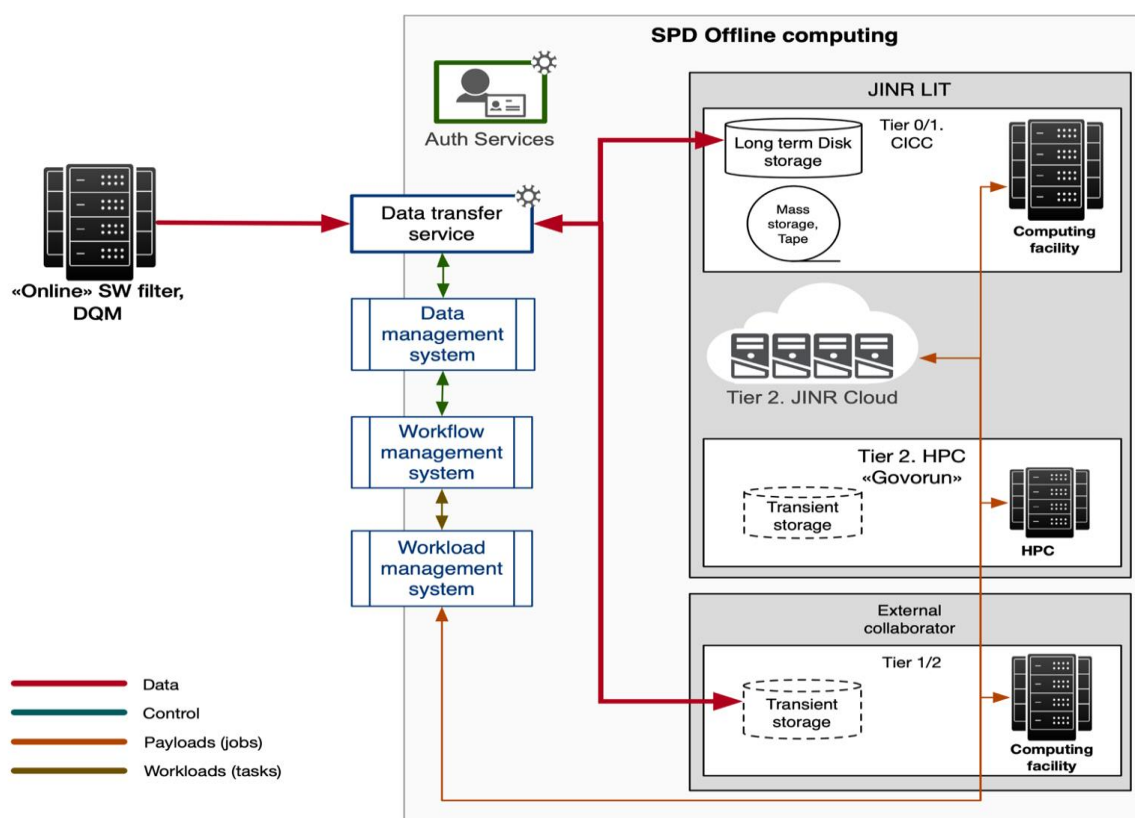 SPD Offline computing
Auth Services
«Online» SW filter,
DQM
Data transfer
service
Data
management
system
Workflow
management
system
Workload
management
system
JINR LIT
Tier 0/1.
CICC
Long term Disk
storage
Mass
storage,
Tape
Computing
facility
Tier 2. JINR Cloud
Tier 2. HPC
«Govorun»
Transient
storage
HPC
External
collaborator
Tier 1/2
Transient
storage
Computing
facility
Data
Control
Payloads (jobs)
Workloads (tasks)